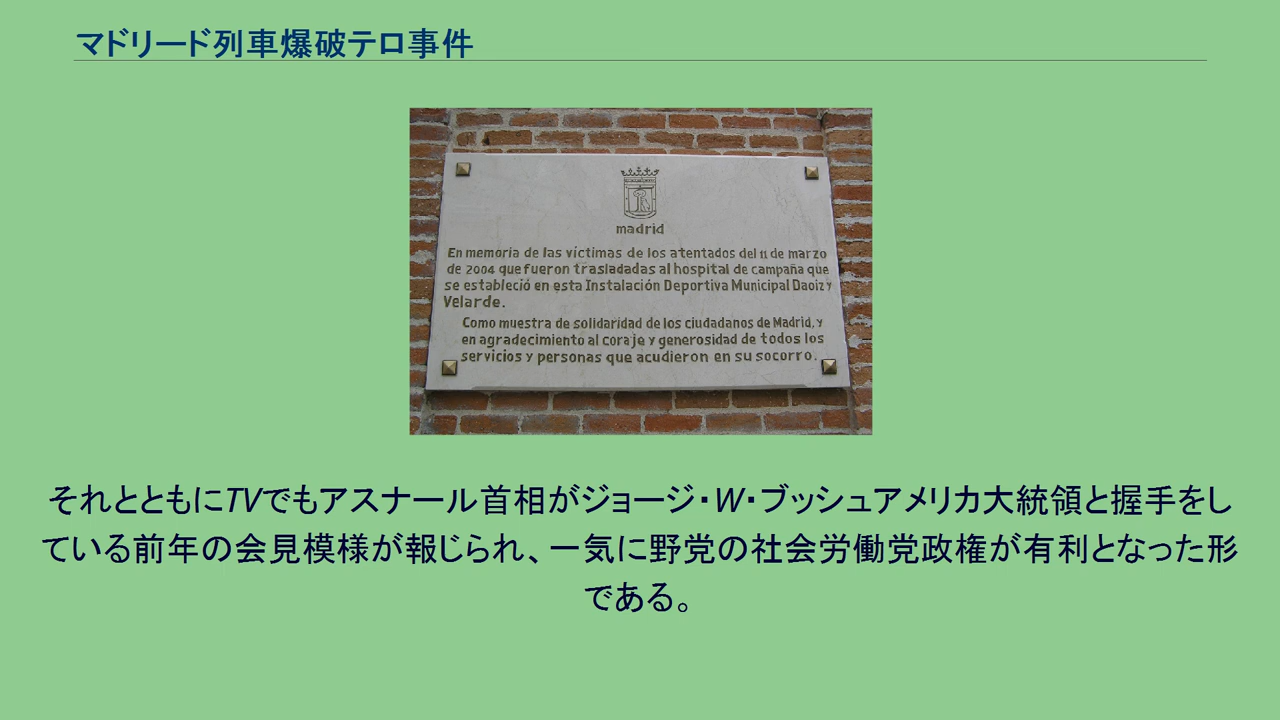 マドリード列車爆破テロ事件
madrid
En memoria de las víctimas de los atentados del 11 de marzo
de 2004 que fueron trasladadas al hospital de campaña que
se estableció en esta Instalación Deportiva Municipal Daoiz y
Velarde.
Como muestra de solidaridad de los ciudadanos de Madrid, y
en agradecimiento al coraje y generosidad de todos los
servicios y personas que acudieron en su socorro.
それとともにTVでもアスナール首相がジョージ・W・ブッシュアメリカ大統領と握手をし
ている前年の会見模様が報じられ、一気に野党の社会労働党政権が有利となった形
である。